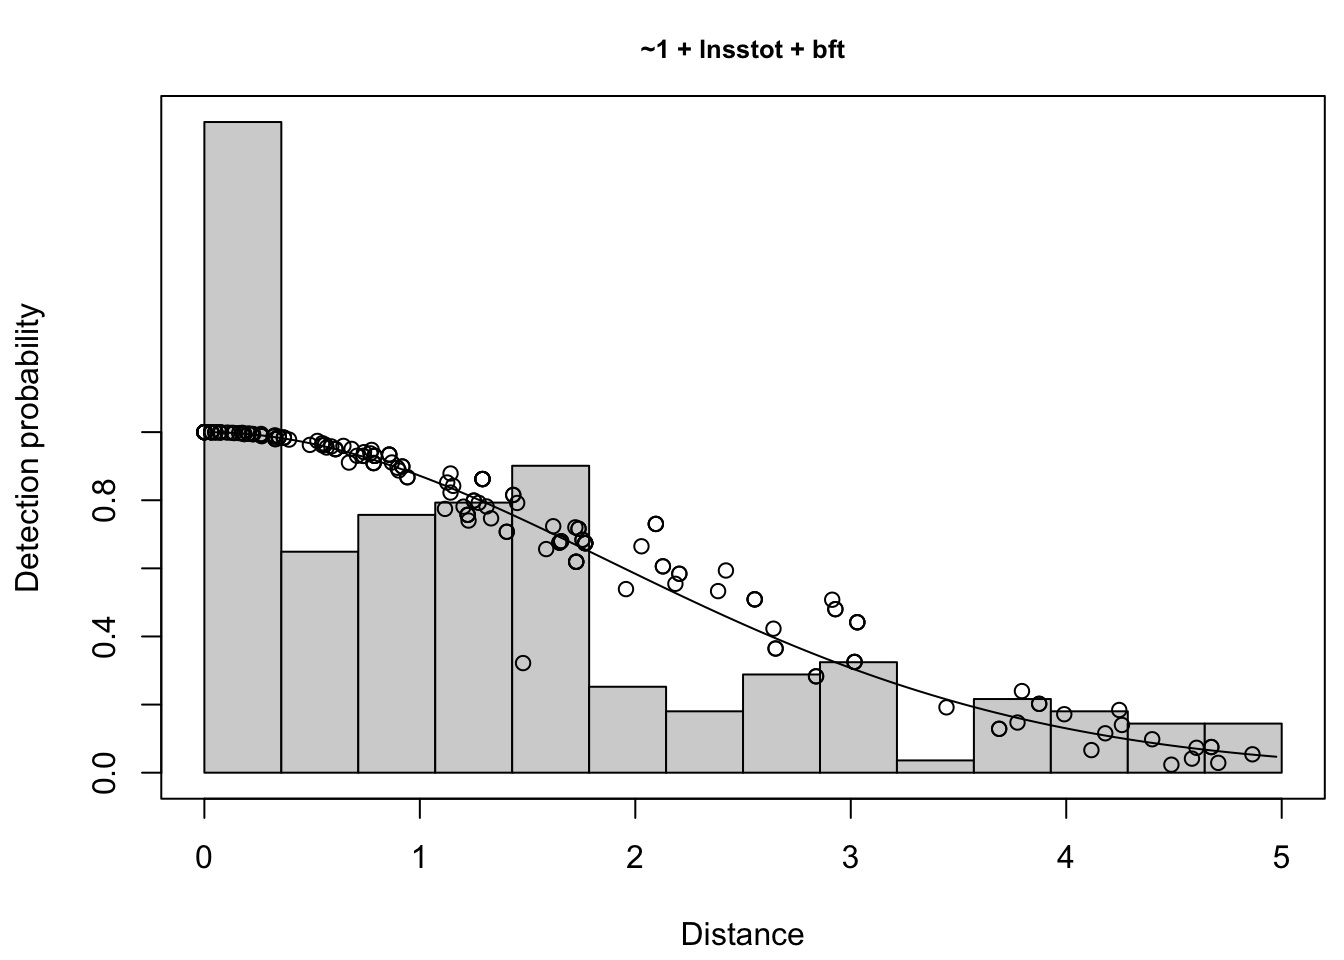 ~1 + lnsstot + bft
Detection probability
0.8
0.4
0.0
0 1 2 3 4 5
Distance